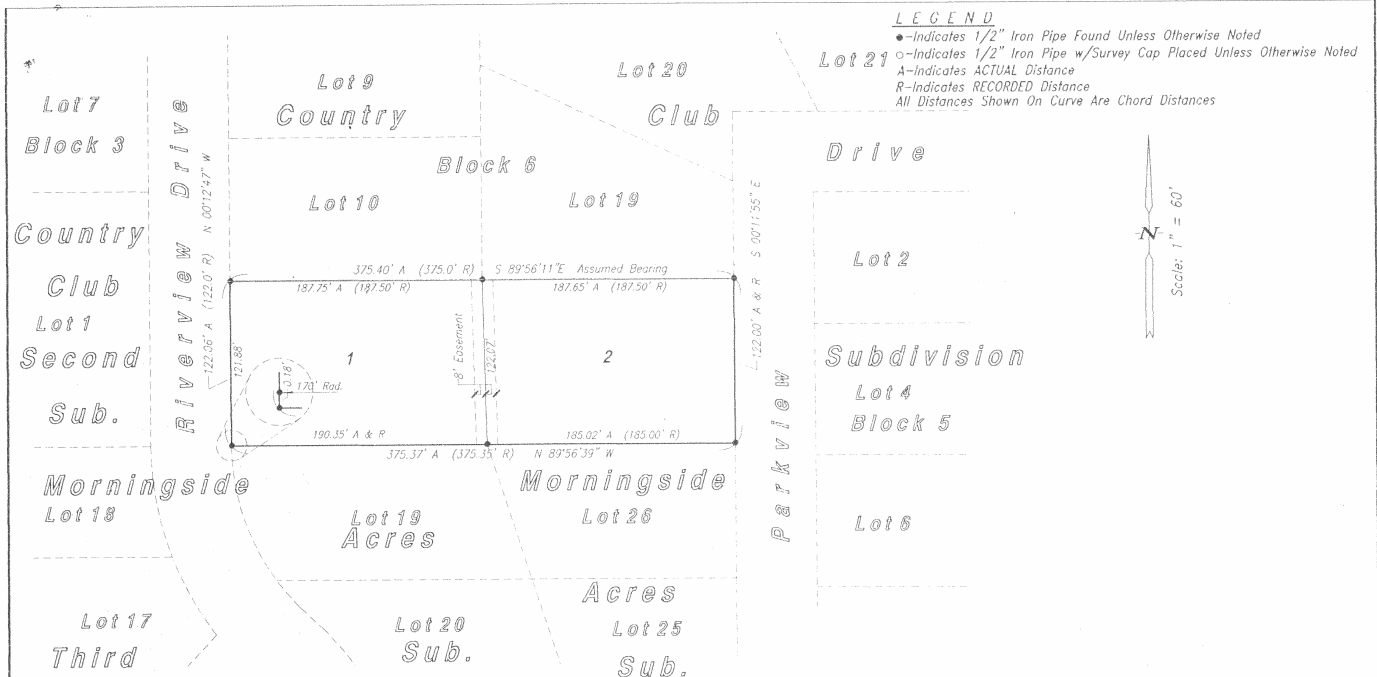 LEGEND
●-Indicates 1/2" Iron Pipe Found Unless Otherwise Noted
○-Indicates 1/2" Iron Pipe w/Survey Cap Placed Unless Otherwise Noted
A-Indicates ACTUAL Distance
R-Indicates RECORDED Distance
All Distances Shown On Curve Are Chord Distances
Lot 7
Block 3
Lot 9
Country
Lot 20
Club
Lot 21
Riverview Drive
Block 6
Drive
Lot 10
Lot 19
Country
Club
Lot 1
Second
Sub.
122.06' A (122.0' R) N 00°12'47" W
S 00°11'55" E
122.00' A & R
Lot 2
N
Scale: 1" = 60'
375.40' A (375.0' R) S 89°56'11"E Assumed Bearing
187.75' A (187.50' R)
187.65' A (187.50' R)
121.88'
1
8' Easement
122.07'
2
0.18'
170' Rad.
Subdivision
Lot 4
Block 5
190.35' A & R
185.02' A (185.00' R)
375.37' A (375.35' R) N 89°56'39" W
Parkview
Morningside
Lot 18
Morningside
Lot 19
Acres
Lot 26
Lot 6
Acres
Lot 17
Third
Lot 20
Sub.
Lot 25
Sub.